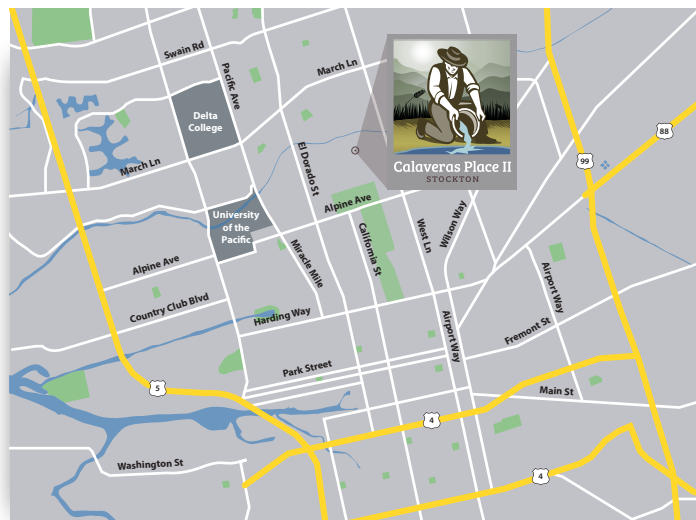 Swain Rd
Pacific Ave
March Ln
Delta
College
March Ln
El Dorado St
Calaveras Place II
STOCKTON
88
99
University
of the
Pacific
Alpine Ave
California St
West Ln
Wilson Way
Miracle Mile
Alpine Ave
Country Club Blvd
Harding Way
Airport Way
Airport Way
Fremont St
Park Street
5
Main St
4
Washington St
4